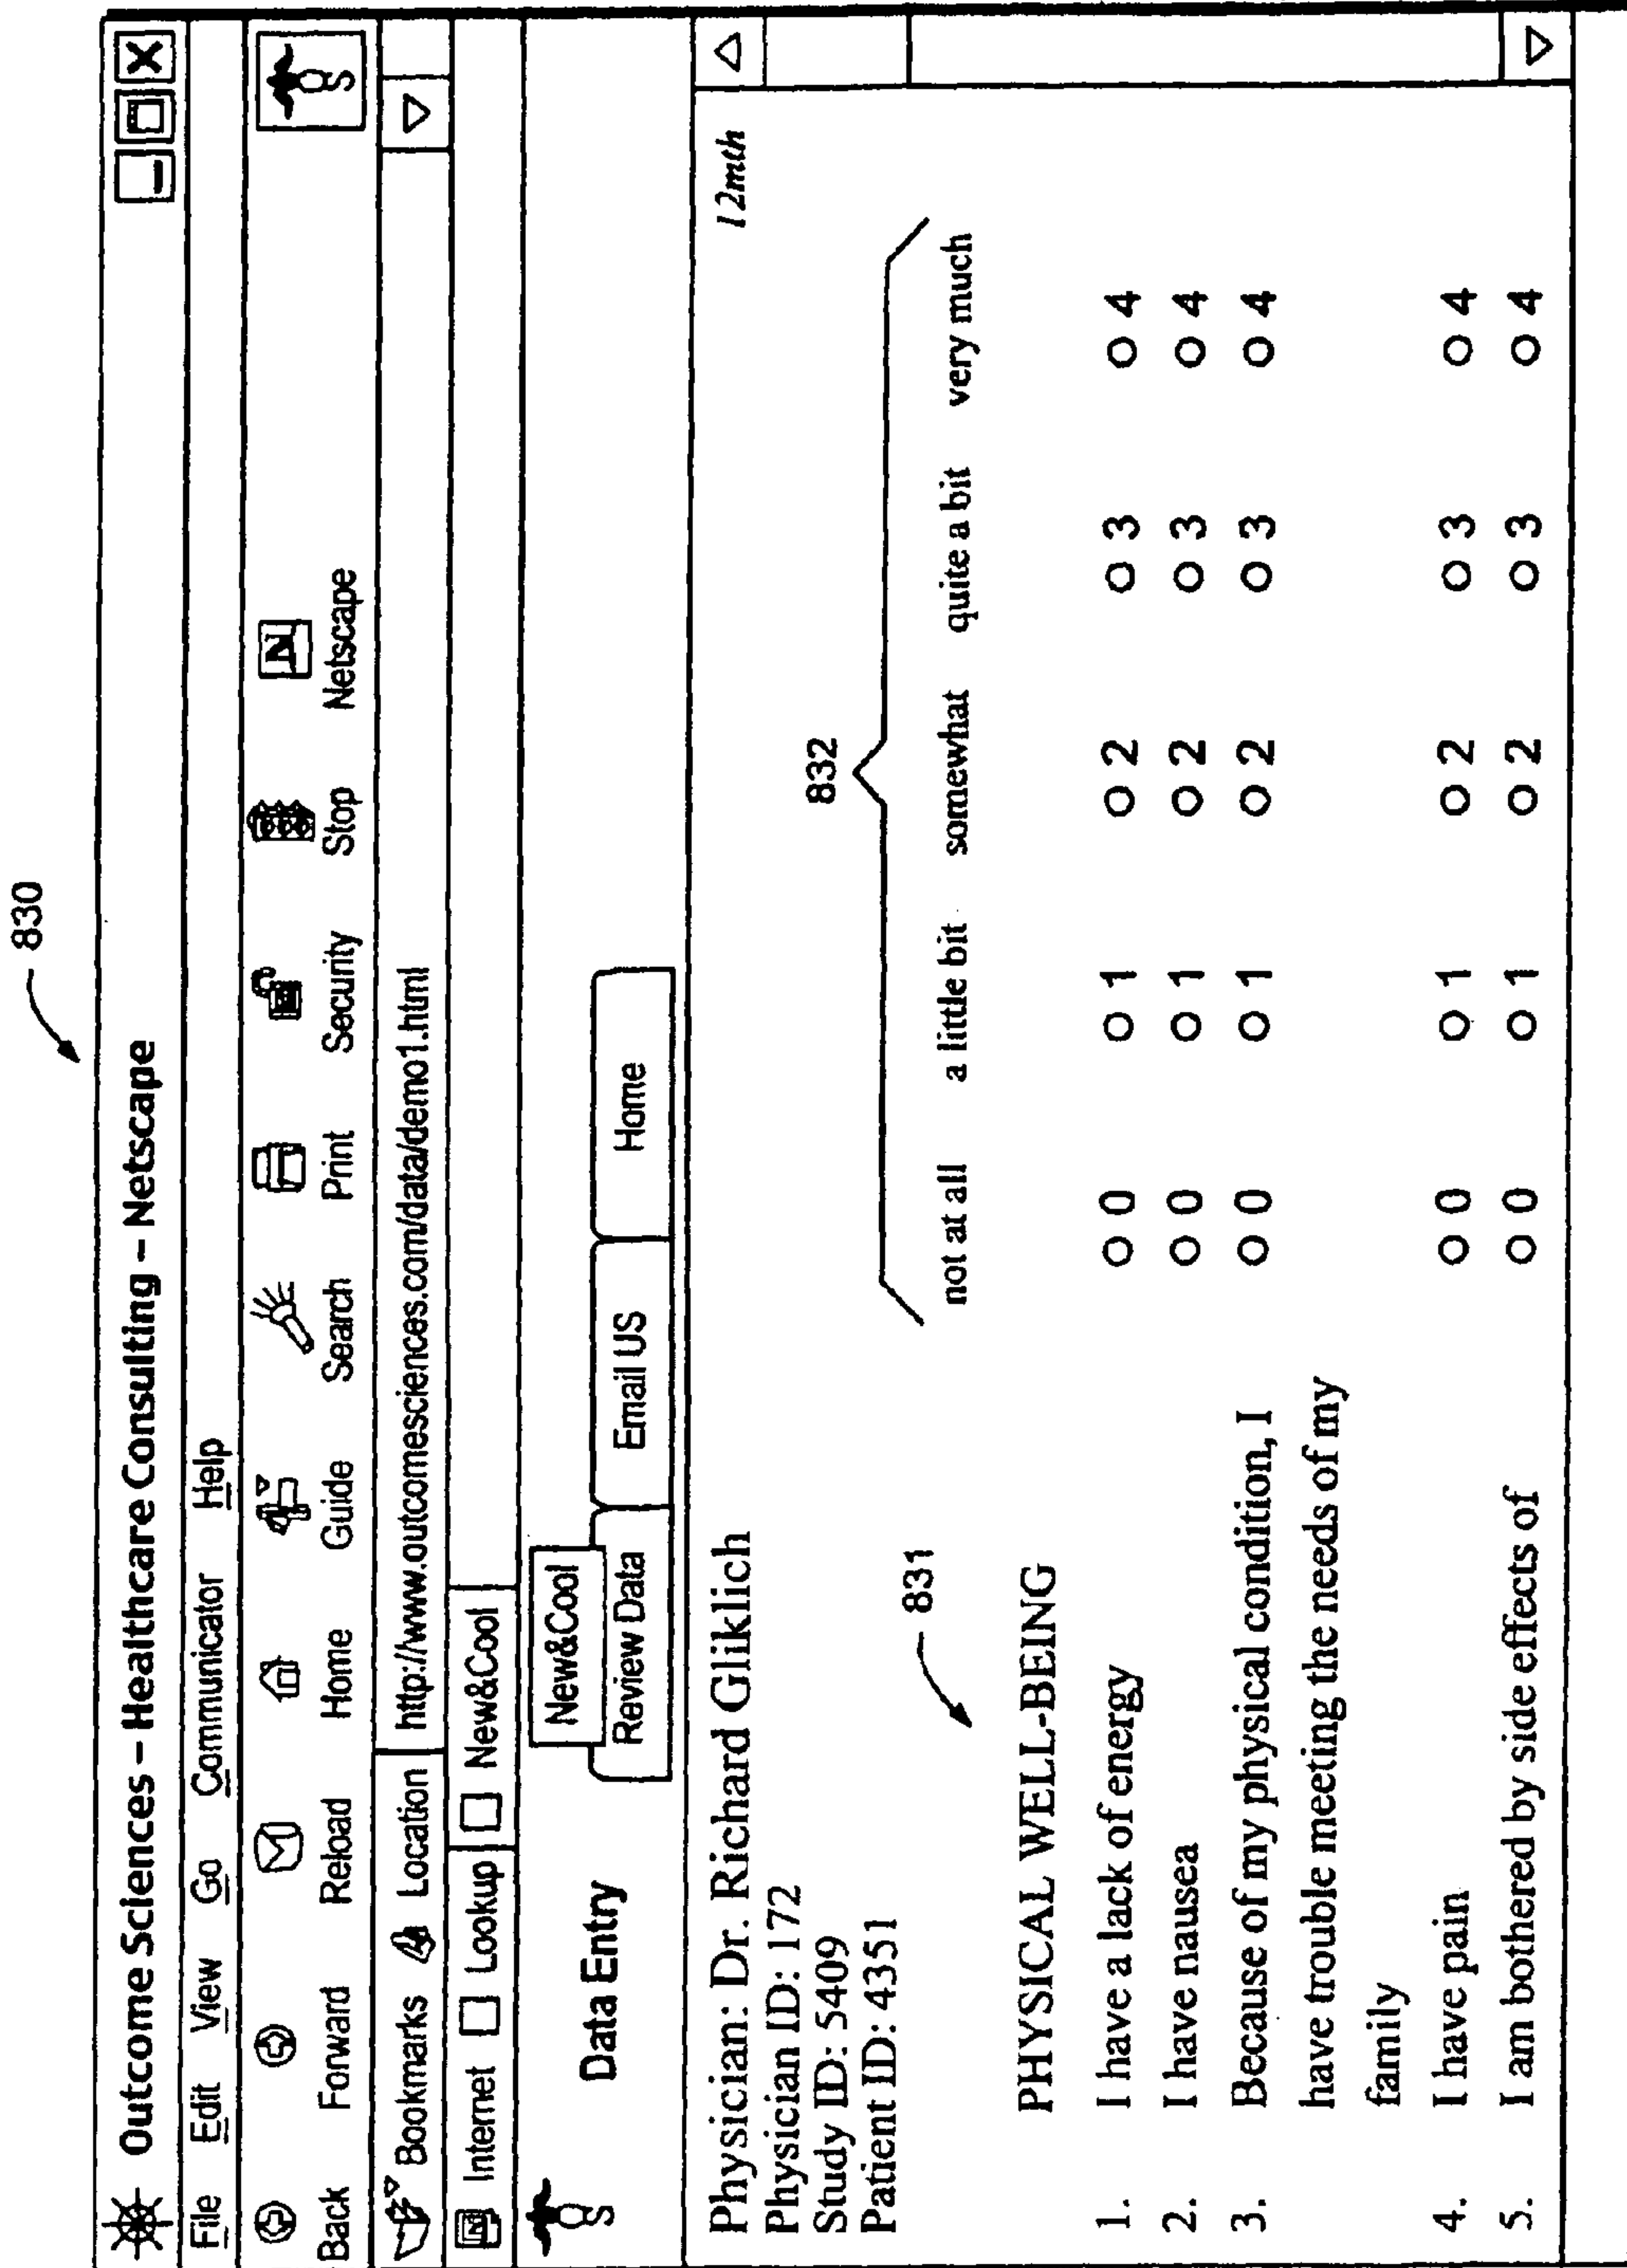 830
Outcome Sciences – Healthcare Consulting – Netscape
File Edit View Go Communicator Help
Back Forward Reload Home Guide Search Print Security Stop Netscape
N
S
Bookmarks Location http://www.outcomesciences.com/data/demo1.html
N Internet Lookup New&Cool
New&Cool
S Data Entry Review Data Email US Home
Physician: Dr. Richard Gliklich 12mth
Physician ID: 172
Study ID: 5409
Patient ID: 4351
832
831
not at all a little bit somewhat quite a bit very much
PHYSICAL WELL-BEING
1. I have a lack of energy 0 1 2 3 4
2. I have nausea 0 1 2 3 4
3. Because of my physical condition, I 0 1 2 3 4
have trouble meeting the needs of my
family
4. I have pain 0 1 2 3 4
5. I am bothered by side effects of 0 1 2 3 4